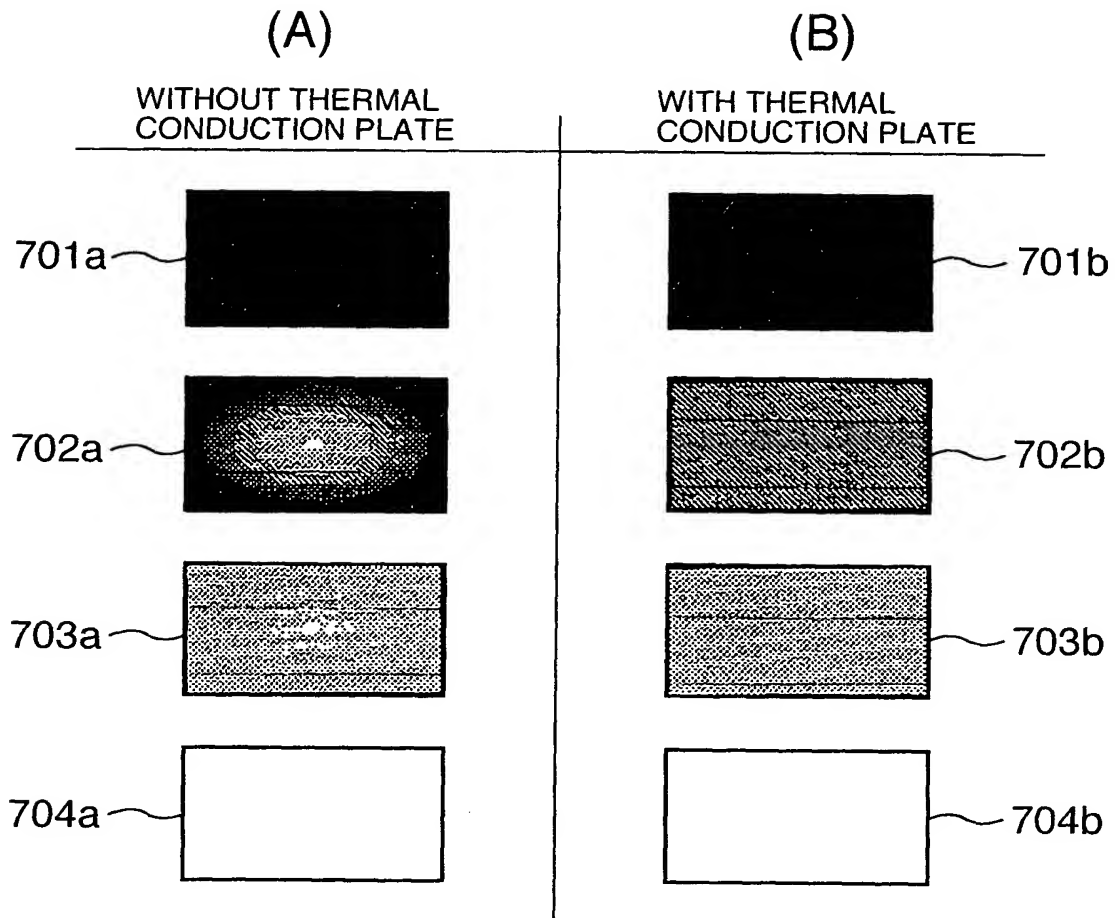 (A)
(B)
WITHOUT THERMAL
CONDUCTION PLATE
WITH THERMAL
CONDUCTION PLATE
701a
701b
702a
702b
703a
703b
704a
704b